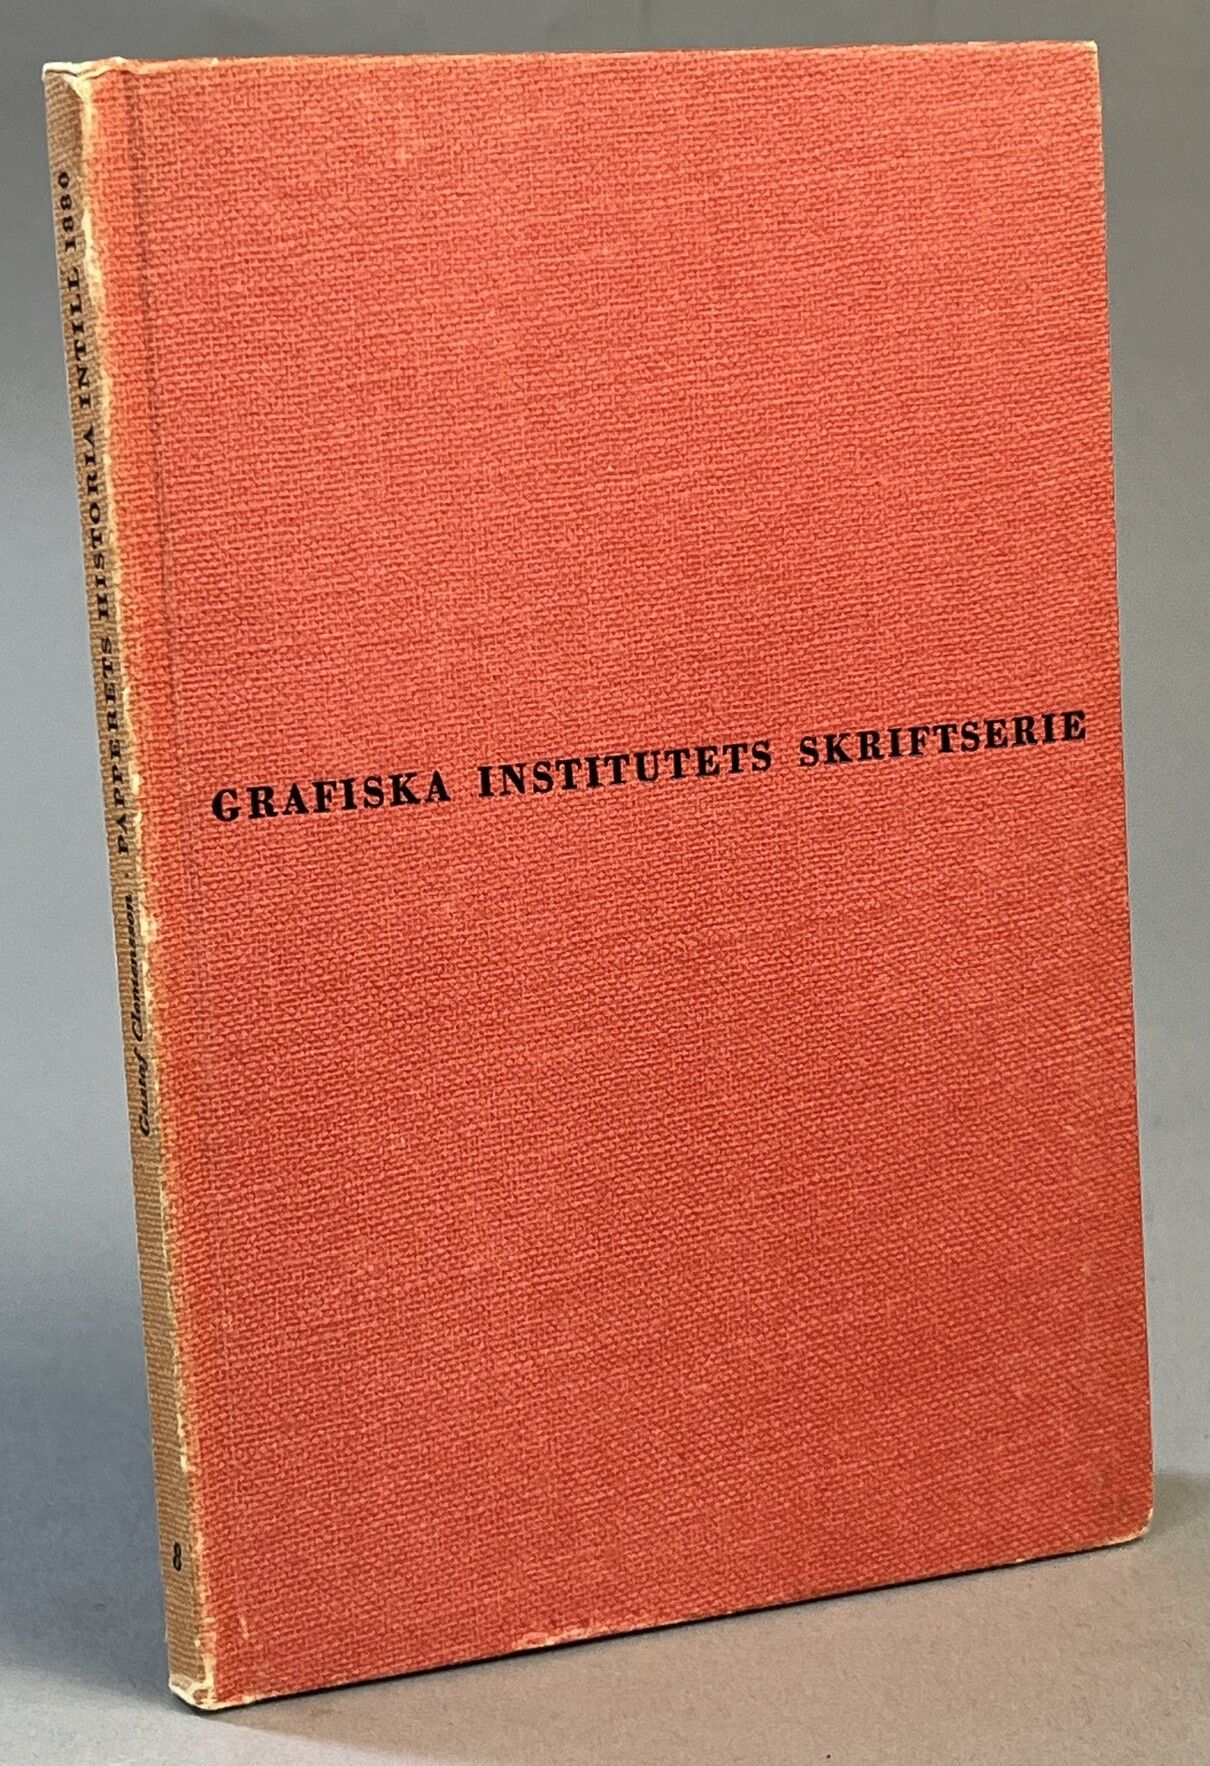 GRAFISKA INSTITUTETS SKRIFTSERIE
Gustaf Clemensson · PAPPERETS HISTORIA INTILL 1880
8